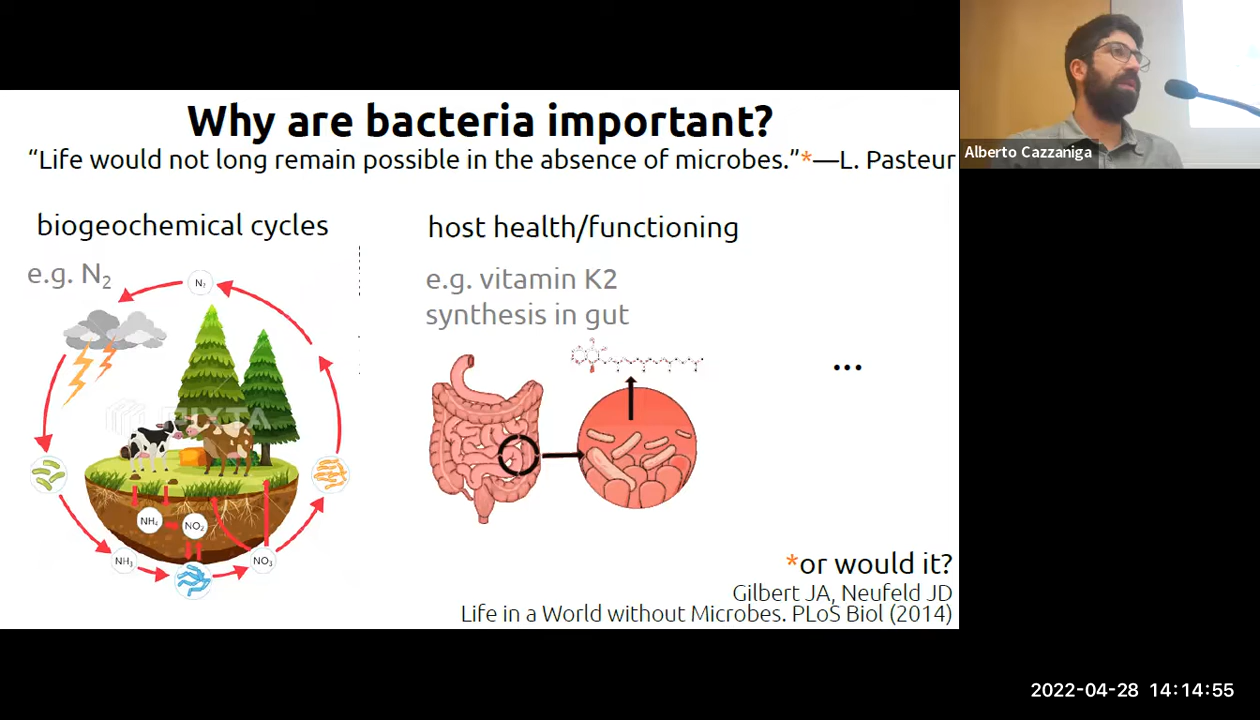 Why are bacteria important?
“Life would not long remain possible in the absence of microbes.”*—L. Pasteur
Alberto Cazzaniga
biogeochemical cycles
host health/functioning
e.g. N2
e.g. vitamin K2
synthesis in gut
N2
...
PIXTA
NH4
NO2
NH3
NO3
*or would it?
Gilbert JA, Neufeld JD
Life in a World without Microbes. PLoS Biol (2014)
2022-04-28 14:14:55